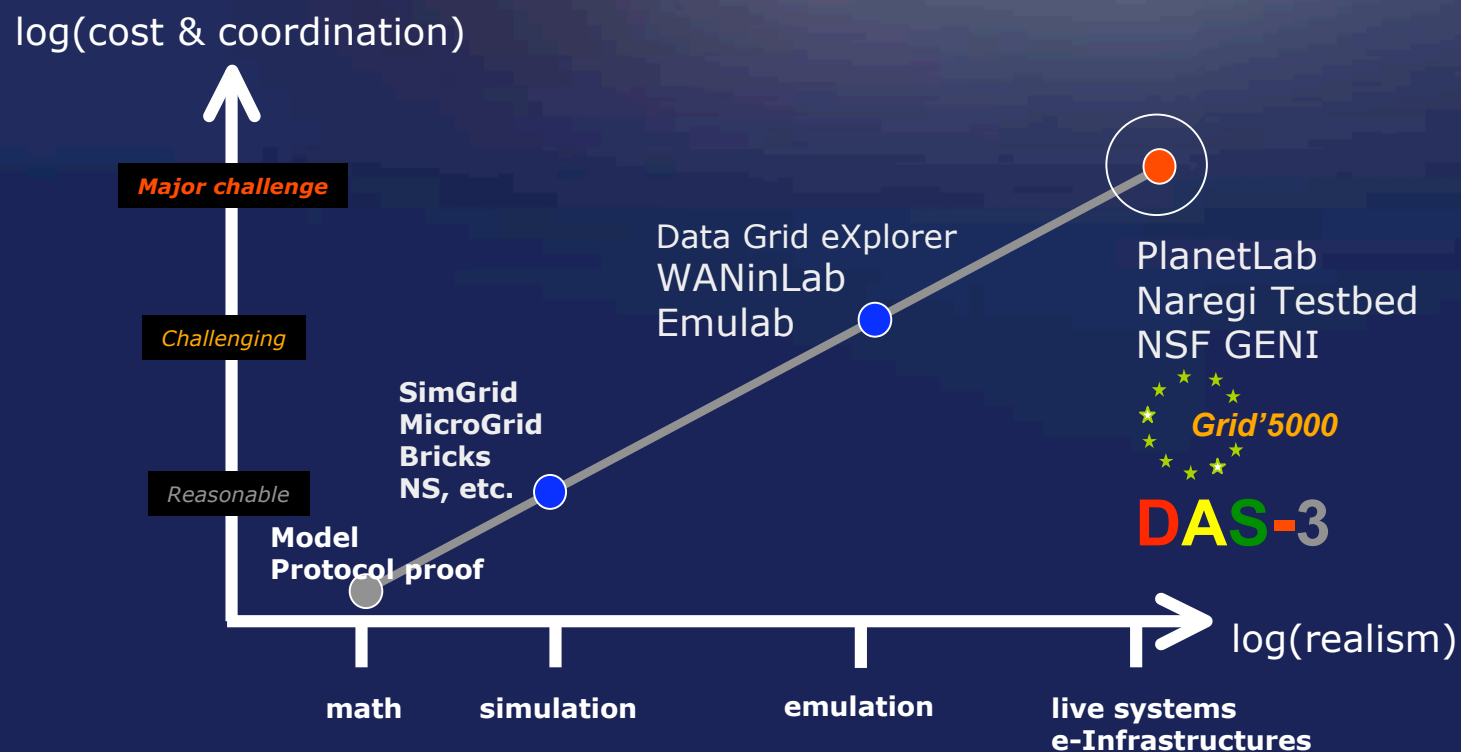 log(cost & coordination)
Major challenge
Challenging
Reasonable
Model
Protocol proof
SimGrid
MicroGrid
Bricks
NS, etc.
Data Grid eXplorer
WANinLab
Emulab
PlanetLab
Naregi Testbed
NSF GENI
Grid’5000
DAS-3
log(realism)
math
simulation
emulation
live systems
e-Infrastructures